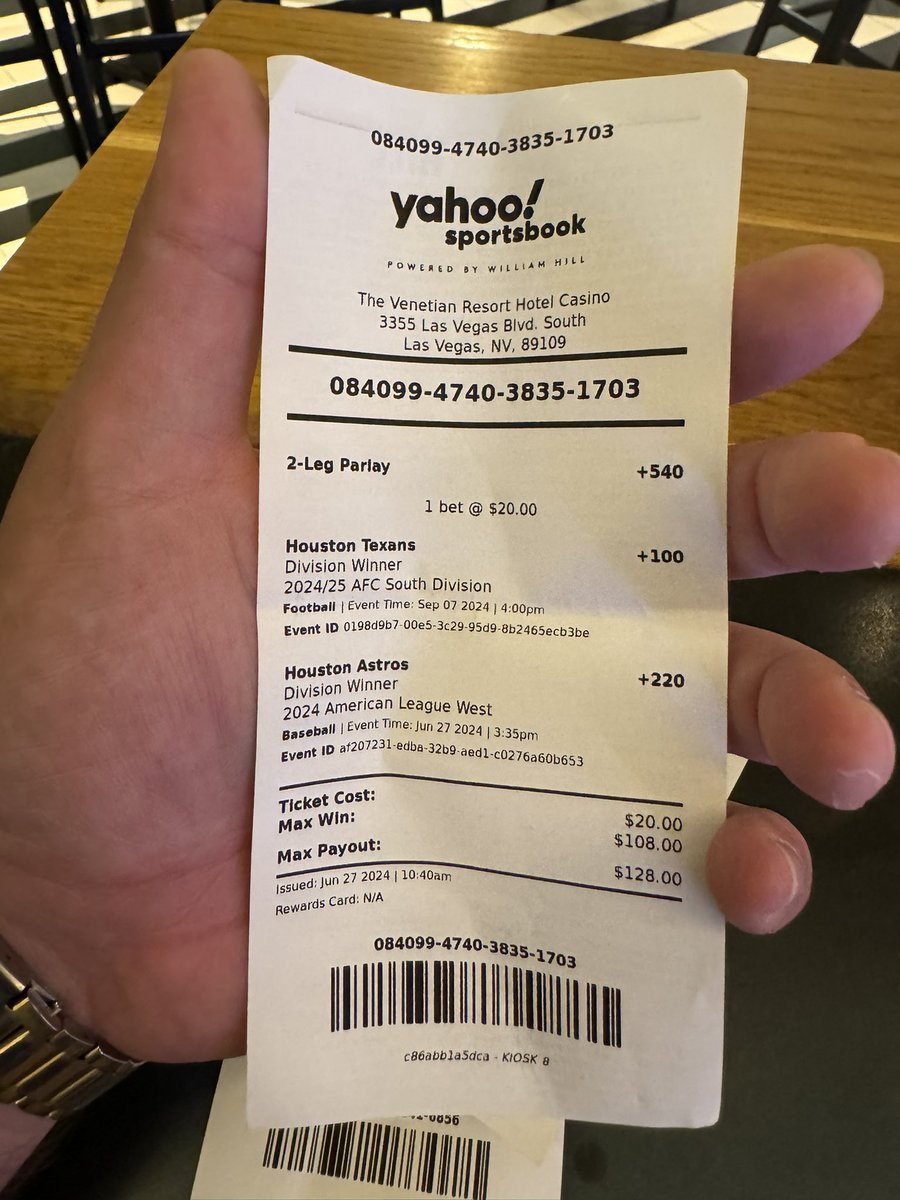 084099-4740-3835-1703
yahoo!
sportsbook
POWERED BY WILLIAM HILL
The Venetian Resort Hotel Casino
3355 Las Vegas Blvd. South
Las Vegas, NV, 89109
084099-4740-3835-1703
2-Leg Parlay +540
1 bet @ $20.00
Houston Texans +100
Division Winner
2024/25 AFC South Division
Football | Event Time: Sep 07 2024 | 4:00pm
Event ID 0198d9b7-00e5-3c29-95d9-8b2465ecb3be
Houston Astros +220
Division Winner
2024 American League West
Baseball | Event Time: Jun 27 2024 | 3:35pm
Event ID af207231-edba-32b9-aed1-c0276a60b653
Ticket Cost: $20.00
Max Win: $108.00
Max Payout: $128.00
Issued: Jun 27 2024 | 10:40am
Rewards Card: N/A
084099-4740-3835-1703
c86abb1a5dca - KIOSK 8
-0856